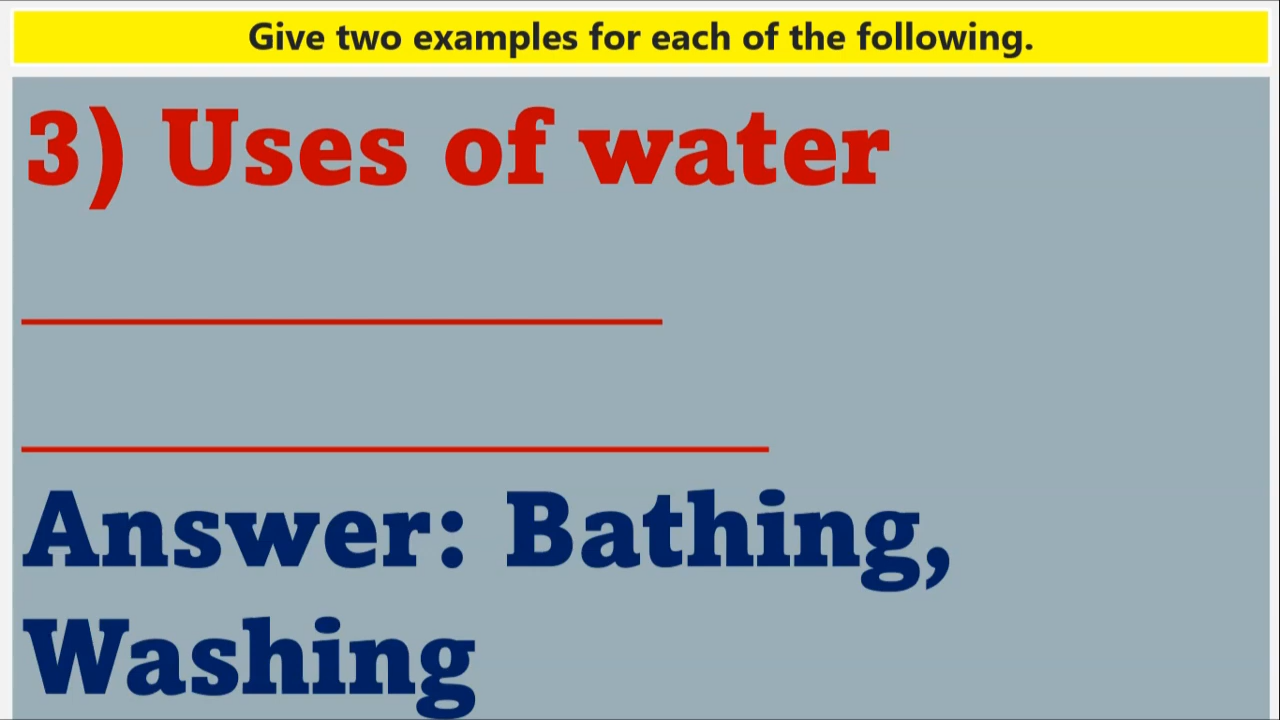 Give two examples for each of the following.
3) Uses of water
Answer: Bathing,
Washing